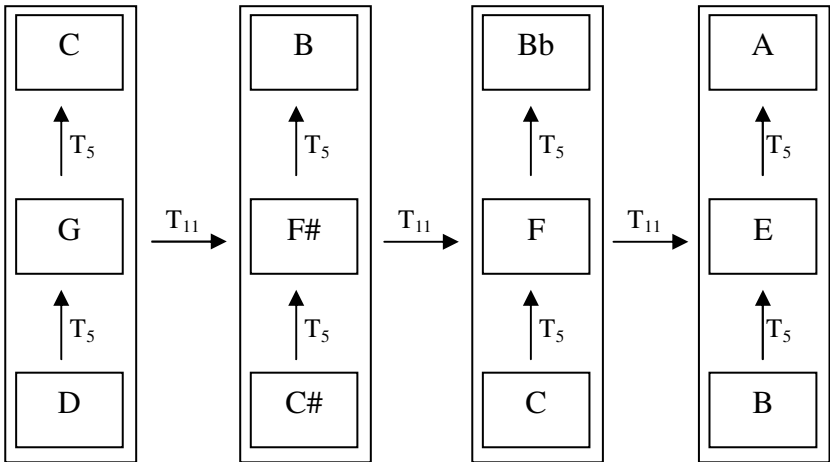 C B Bb A
T₅ T₅ T₅ T₅
T₁₁ T₁₁ T₁₁
G F# F E
T₅ T₅ T₅ T₅
D C# C B